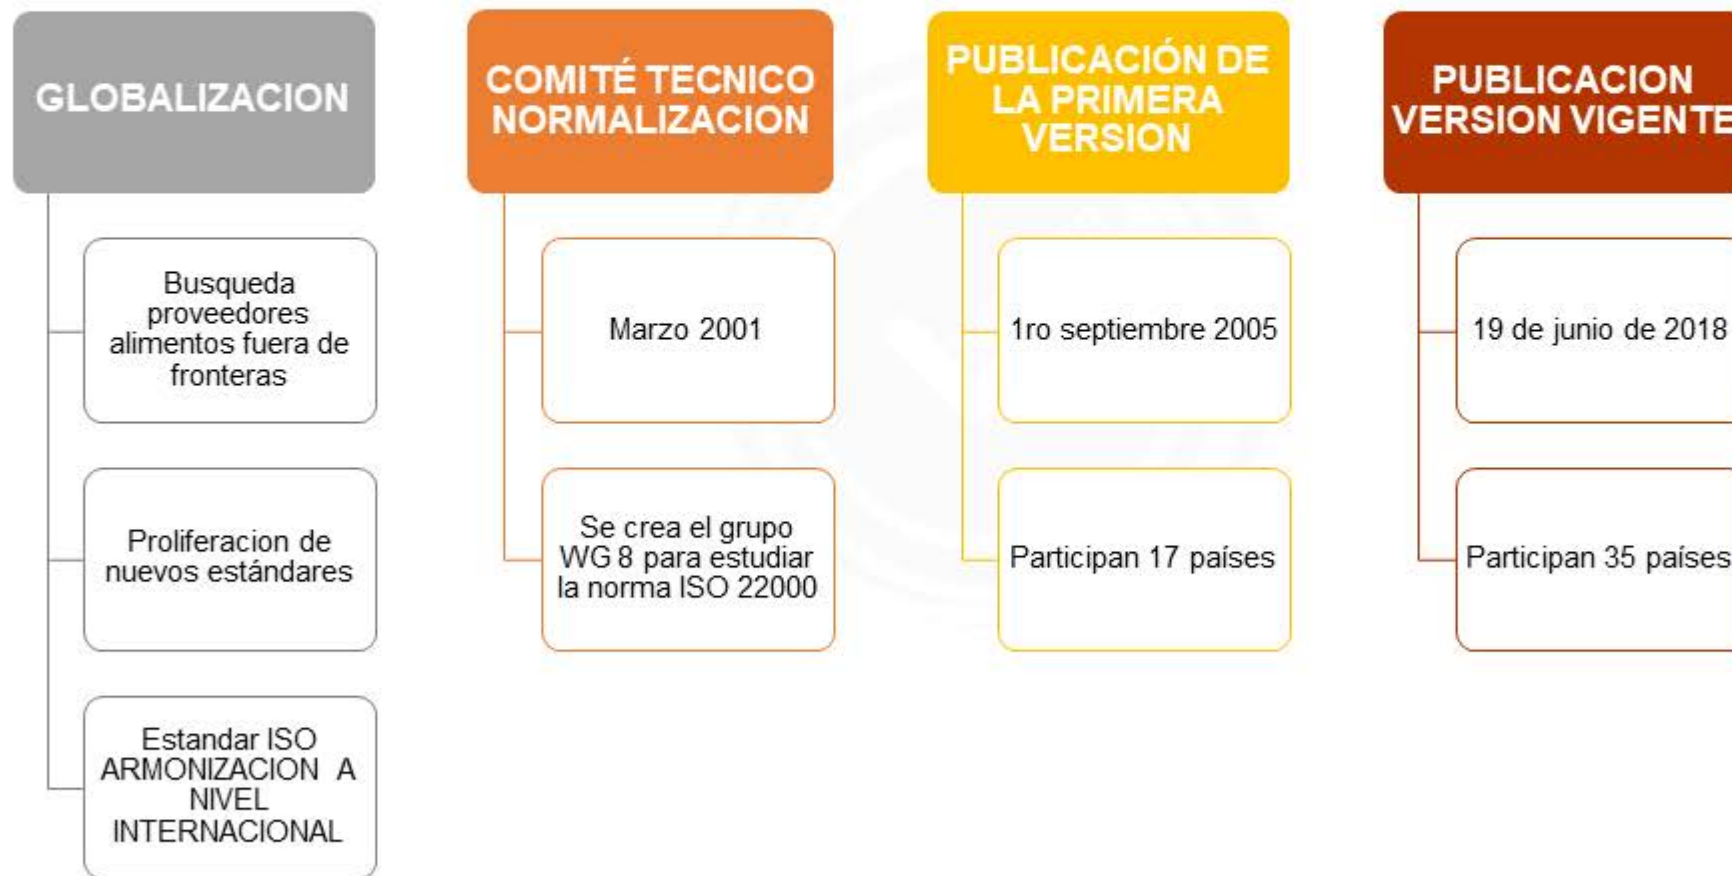 GLOBALIZACION
Busqueda
proveedores
alimentos fuera de
fronteras
Proliferacion de
nuevos estándares
Estandar ISO
ARMONIZACION A
NIVEL
INTERNACIONAL
COMITÉ TECNICO
NORMALIZACION
Marzo 2001
Se crea el grupo
WG 8 para estudiar
la norma ISO 22000
PUBLICACIÓN DE
LA PRIMERA
VERSION
1ro septiembre 2005
Participan 17 países
PUBLICACION
VERSION VIGENTE
19 de junio de 2018
Participan 35 países